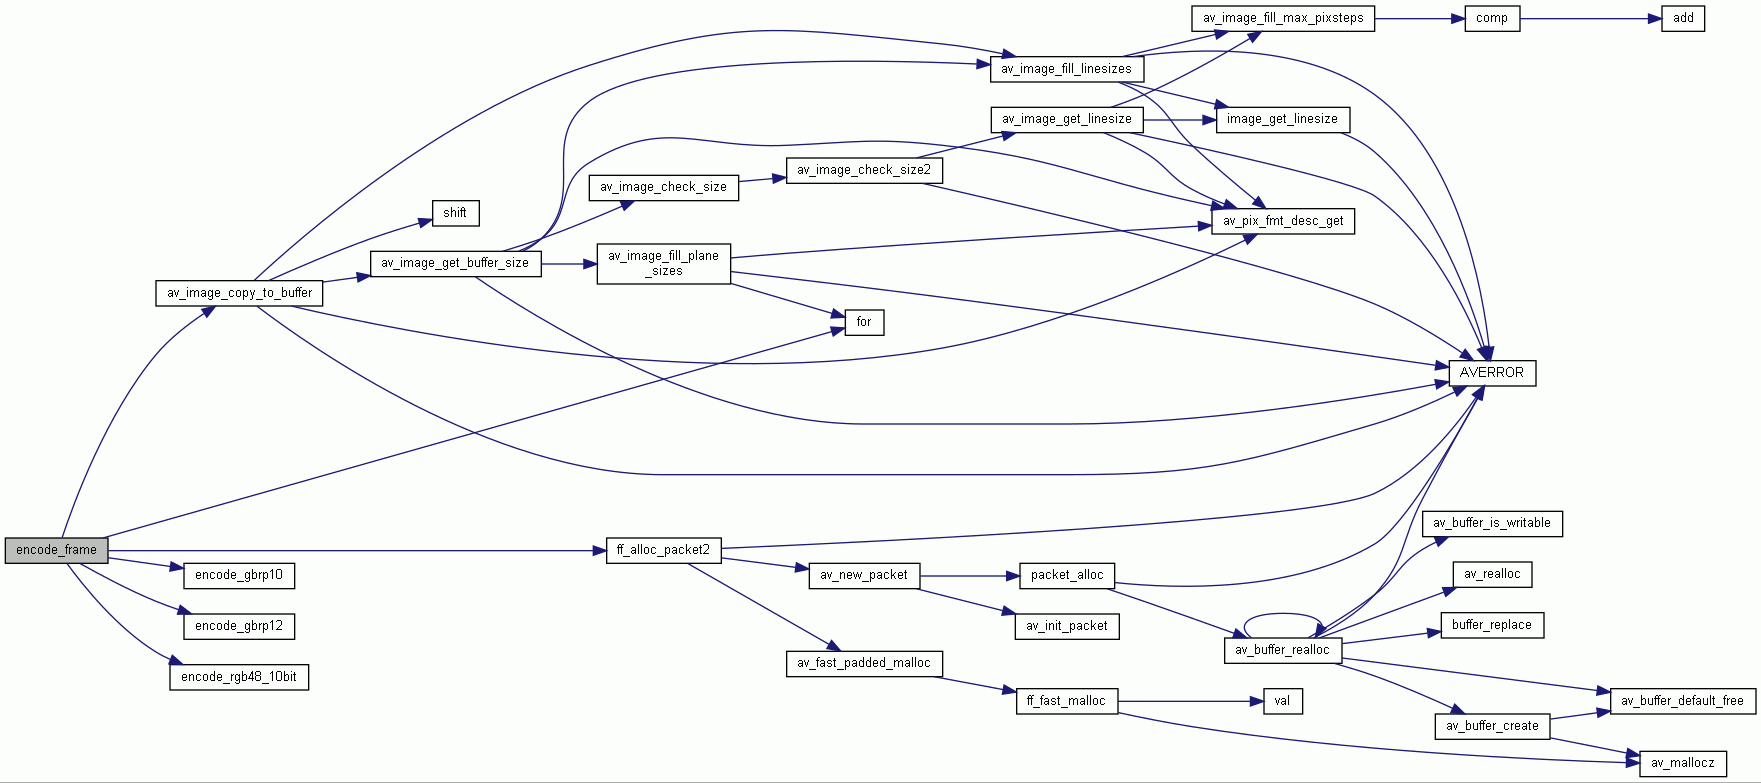 av_image_fill_max_pixsteps
comp
add
av_image_fill_linesizes
av_image_get_linesize
image_get_linesize
av_image_check_size2
av_image_check_size
shift
av_pix_fmt_desc_get
av_image_get_buffer_size
av_image_fill_plane
_sizes
av_image_copy_to_buffer
for
AVERROR
av_buffer_is_writable
encode_frame
ff_alloc_packet2
encode_gbrp10
av_new_packet
packet_alloc
av_realloc
encode_gbrp12
av_init_packet
buffer_replace
av_buffer_realloc
av_fast_padded_malloc
encode_rgb48_10bit
ff_fast_malloc
val
av_buffer_default_free
av_buffer_create
av_mallocz